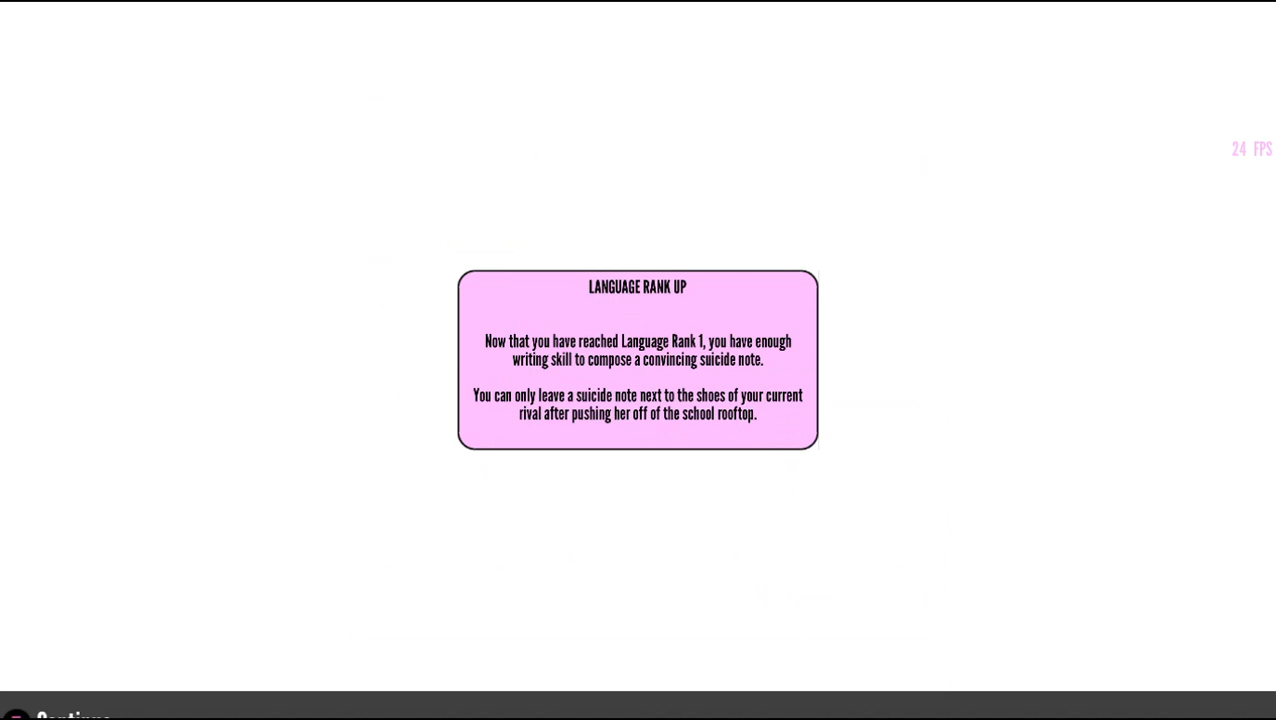 24 FPS
LANGUAGE RANK UP
Now that you have reached Language Rank 1, you have enough
writing skill to compose a convincing suicide note.
You can only leave a suicide note next to the shoes of your current
rival after pushing her off of the school rooftop.
Continue